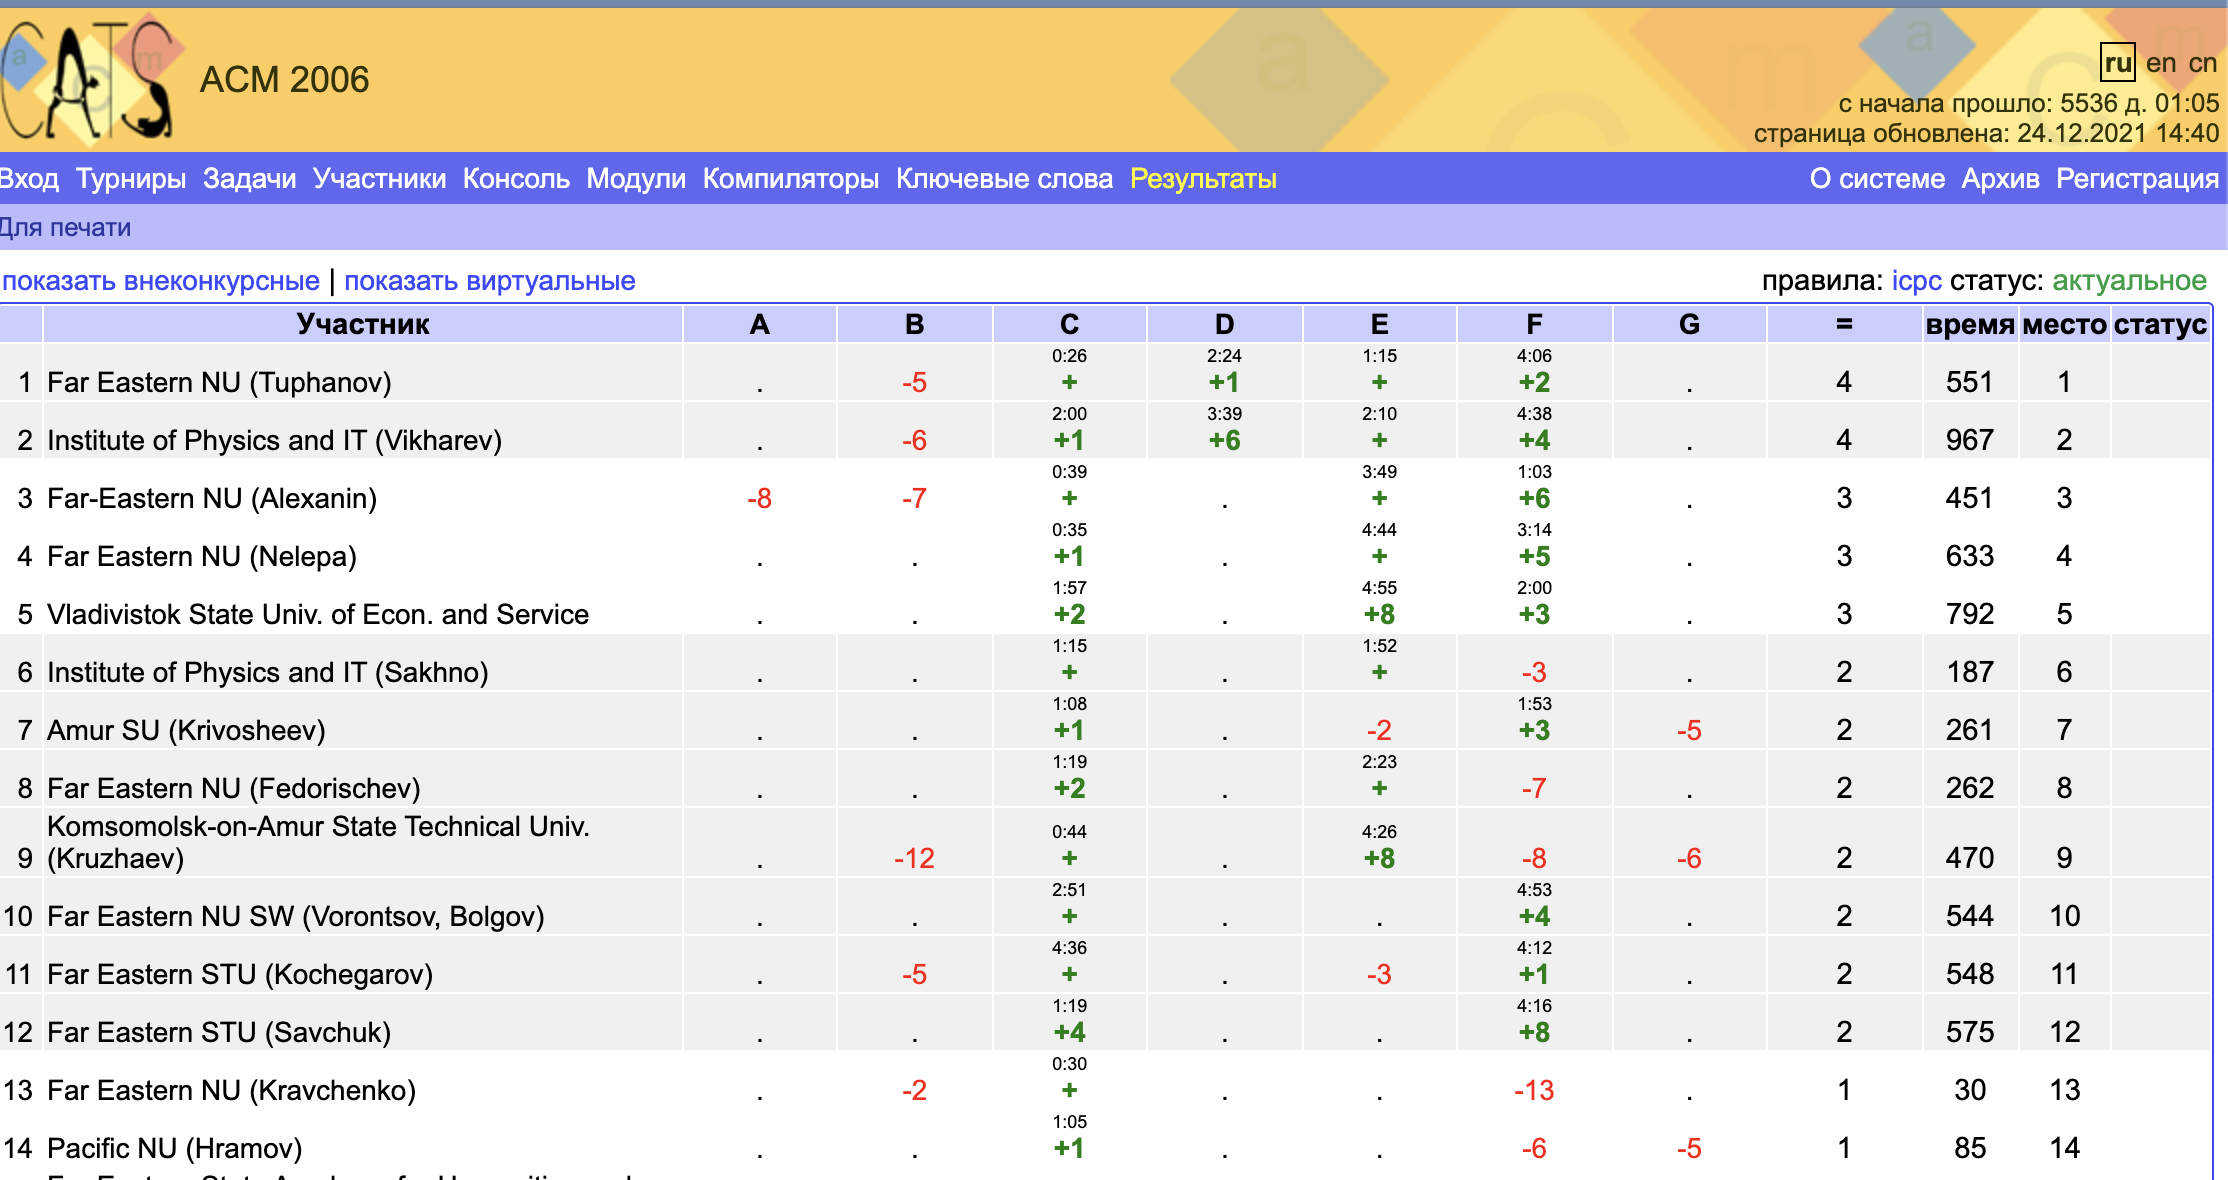 CATS
ACM 2006
ru en cn
с начала прошло: 5536 д. 01:05
страница обновлена: 24.12.2021 14:40
Вход Турниры Задачи Участники Консоль Модули Компиляторы Ключевые слова Результаты О системе Архив Регистрация
Для печати
показать внеконкурсные | показать виртуальные правила: icpc статус: актуальное
Участник A B C D E F G = время место статус
0:26 2:24 1:15 4:06
1 Far Eastern NU (Tuphanov) . -5 + +1 + +2 . 4 551 1
2:00 3:39 2:10 4:38
2 Institute of Physics and IT (Vikharev) . -6 +1 +6 + +4 . 4 967 2
0:39 3:49 1:03
3 Far-Eastern NU (Alexanin) -8 -7 + . + +6 . 3 451 3
0:35 4:44 3:14
4 Far Eastern NU (Nelepa) . . +1 . + +5 . 3 633 4
1:57 4:55 2:00
5 Vladivistok State Univ. of Econ. and Service . . +2 . +8 +3 . 3 792 5
1:15 1:52
6 Institute of Physics and IT (Sakhno) . . + . + -3 . 2 187 6
1:08 1:53
7 Amur SU (Krivosheev) . . +1 . -2 +3 -5 2 261 7
1:19 2:23
8 Far Eastern NU (Fedorischev) . . +2 . + -7 . 2 262 8
Komsomolsk-on-Amur State Technical Univ. 0:44 4:26
9 (Kruzhaev) . -12 + . +8 -8 -6 2 470 9
2:51 4:53
10 Far Eastern NU SW (Vorontsov, Bolgov) . . + . . +4 . 2 544 10
4:36 4:12
11 Far Eastern STU (Kochegarov) . -5 + . -3 +1 . 2 548 11
1:19 4:16
12 Far Eastern STU (Savchuk) . . +4 . . +8 . 2 575 12
0:30
13 Far Eastern NU (Kravchenko) . -2 + . . -13 . 1 30 13
1:05
14 Pacific NU (Hramov) . . +1 . . -6 -5 1 85 14